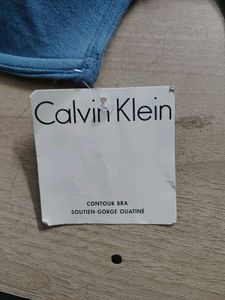 Calvin Klein
CONTOUR BRA
SOUTIEN-GORGE OUATINÉ